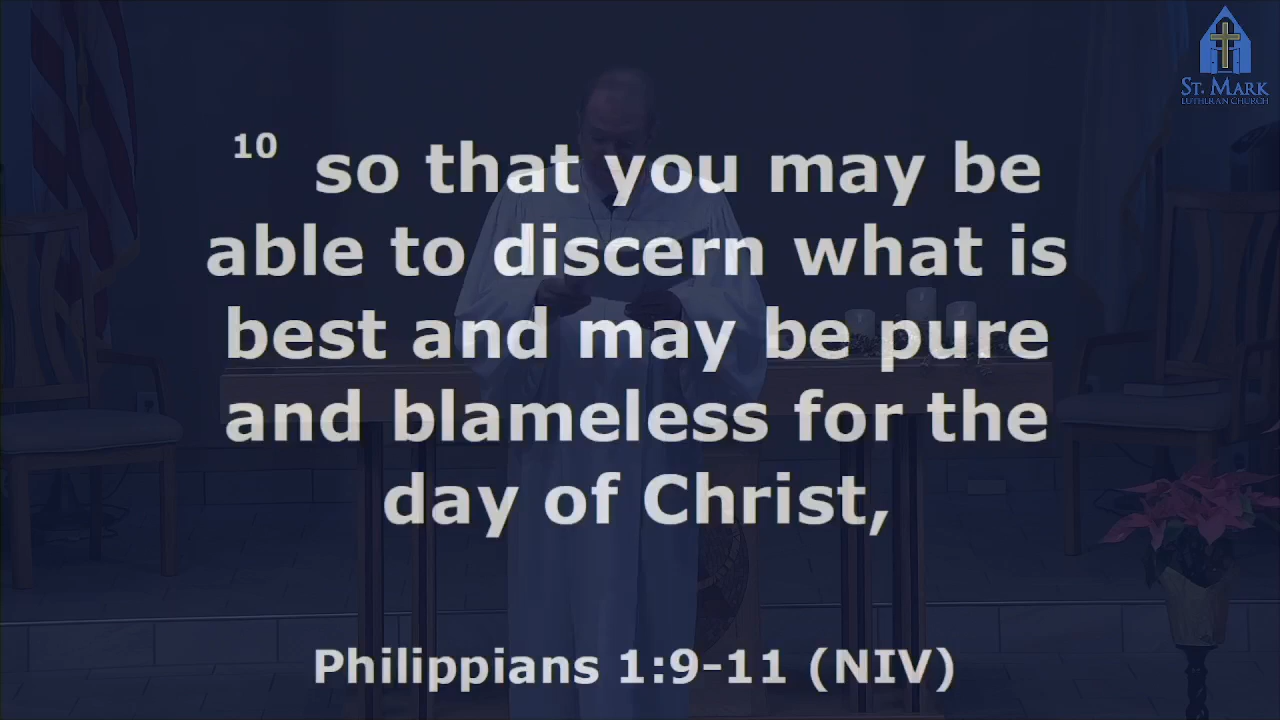 ST. MARK
LUTHERAN CHURCH
10 so that you may be
able to discern what is
best and may be pure
and blameless for the
day of Christ,
Philippians 1:9-11 (NIV)